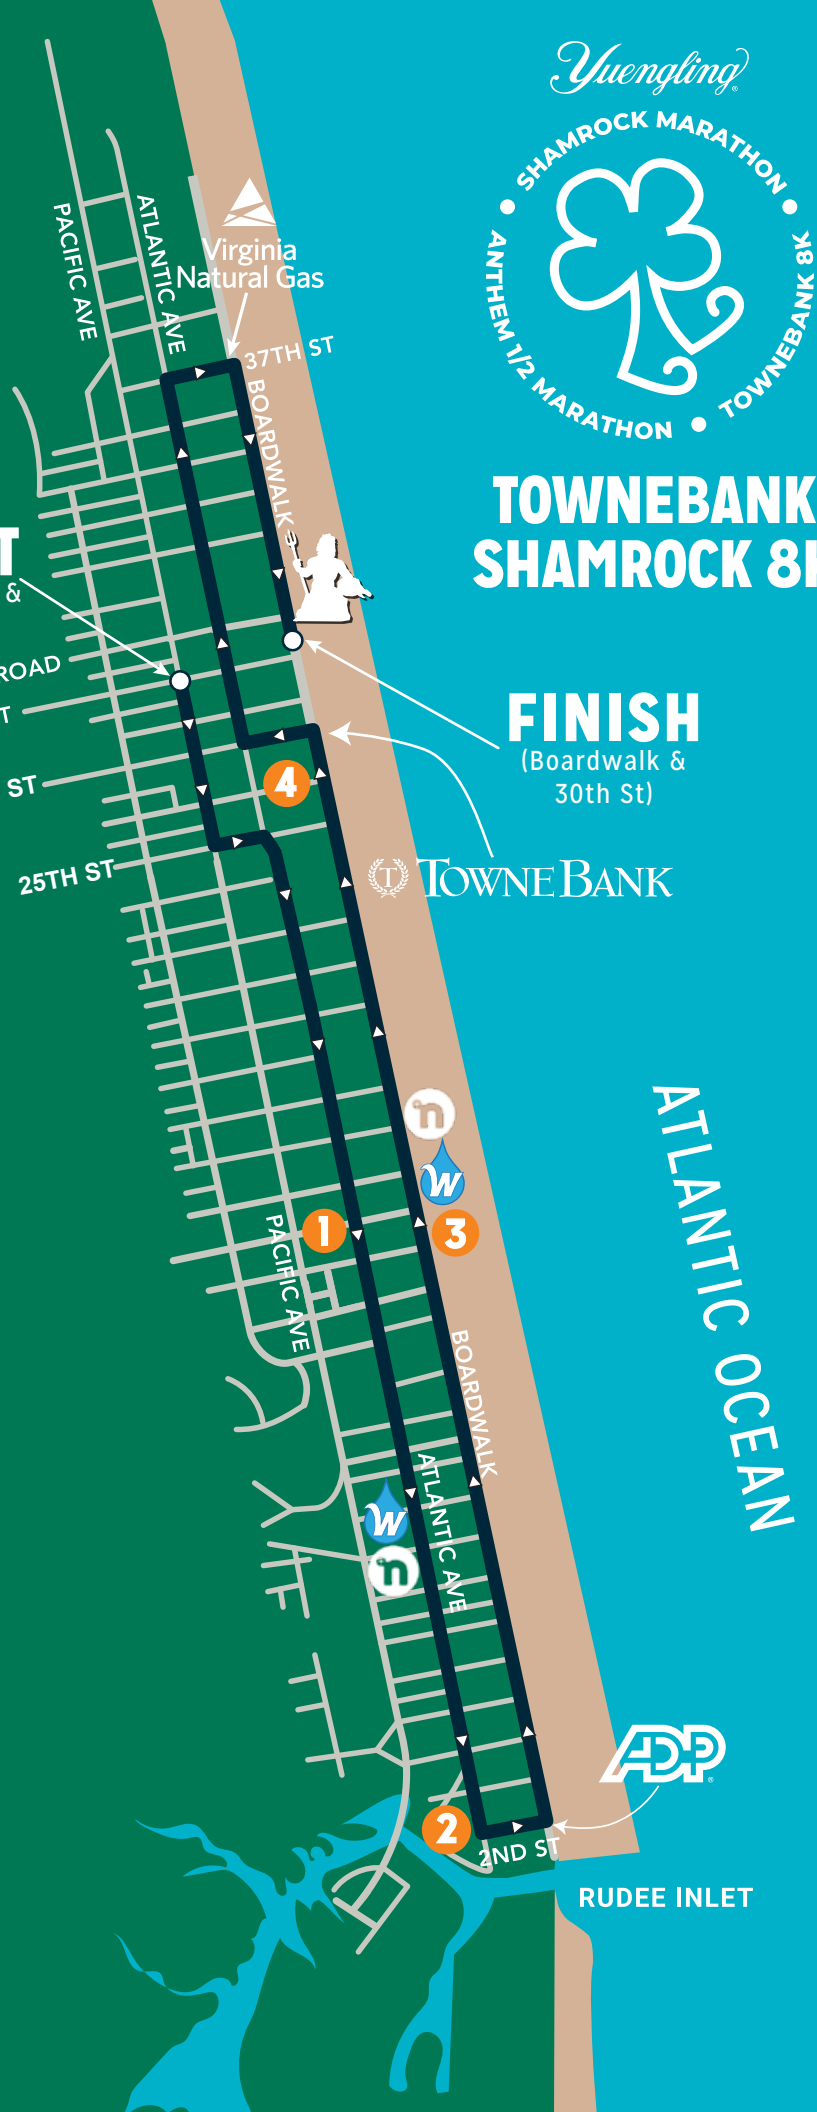 Yuengling
SHAMROCK MARATHON
ANTHEM 1/2 MARATHON
TOWNEBANK 8K
TOWNEBANK
SHAMROCK 8K
PACIFIC AVE
ATLANTIC AVE
Virginia
Natural Gas
37TH ST
BOARDWALK
T
&
ROAD
T
ST
25TH ST
FINISH
(Boardwalk &
30th St)
4
T
TOWNEBANK
n
W
1
3
PACIFIC AVE
BOARDWALK
ATLANTIC OCEAN
W
n
ATLANTIC AVE
ADP
2
2ND ST
RUDEE INLET